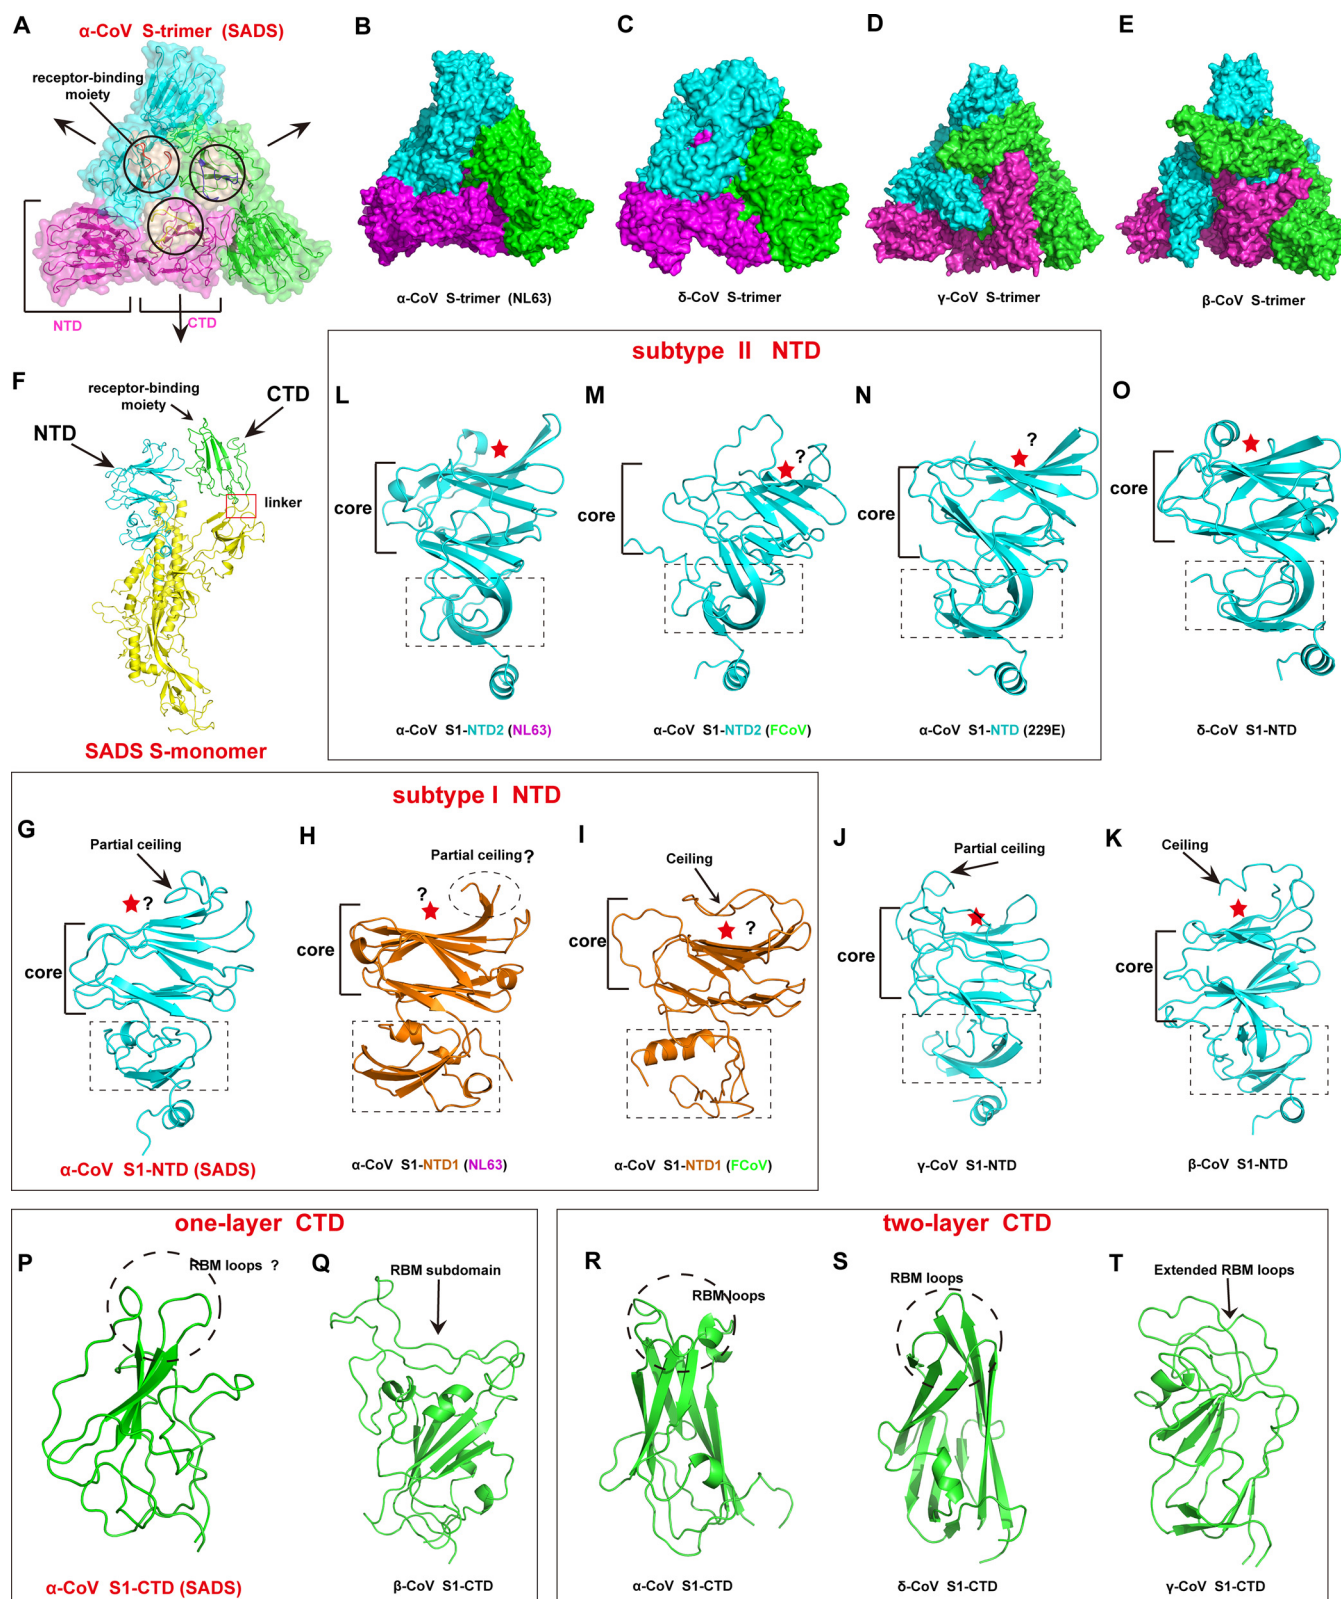 A
α-CoV S-trimer (SADS)
receptor-binding
moiety
NTD
CTD
B
α-CoV S-trimer (NL63)
C
δ-CoV S-trimer
D
γ-CoV S-trimer
E
β-CoV S-trimer
F
receptor-binding
moiety
CTD
NTD
linker
SADS S-monomer
subtype II NTD
L
core
α-CoV S1-NTD2 (NL63)
M
?
core
α-CoV S1-NTD2 (FCoV)
N
?
core
α-CoV S1-NTD (229E)
O
core
δ-CoV S1-NTD
subtype I NTD
G
Partial ceiling
?
core
α-CoV S1-NTD (SADS)
H
Partial ceiling ?
?
core
α-CoV S1-NTD1 (NL63)
I
Ceiling
?
core
α-CoV S1-NTD1 (FCoV)
J
Partial ceiling
core
γ-CoV S1-NTD
K
Ceiling
core
β-CoV S1-NTD
one-layer CTD
P
RBM loops ?
α-CoV S1-CTD (SADS)
Q
RBM subdomain
β-CoV S1-CTD
two-layer CTD
R
RBM loops
α-CoV S1-CTD
S
RBM loops
δ-CoV S1-CTD
T
Extended RBM loops
γ-CoV S1-CTD